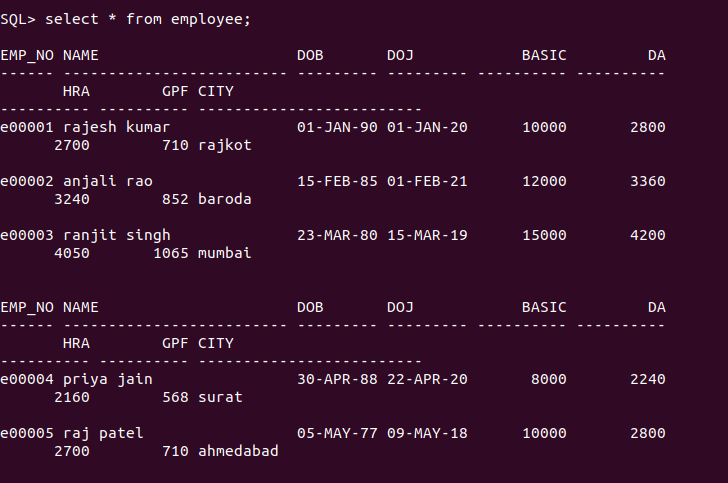 SQL> select * from employee;
EMP_NO NAME                      DOB       DOJ            BASIC         DA
------ ------------------------- --------- --------- ---------- ----------
       HRA        GPF CITY
---------- ---------- -------------------------
e00001 rajesh kumar              01-JAN-90 01-JAN-20      10000       2800
      2700        710 rajkot
e00002 anjali rao                15-FEB-85 01-FEB-21      12000       3360
      3240        852 baroda
e00003 ranjit singh              23-MAR-80 15-MAR-19      15000       4200
      4050       1065 mumbai
EMP_NO NAME                      DOB       DOJ            BASIC         DA
------ ------------------------- --------- --------- ---------- ----------
       HRA        GPF CITY
---------- ---------- -------------------------
e00004 priya jain                30-APR-88 22-APR-20       8000       2240
      2160        568 surat
e00005 raj patel                 05-MAY-77 09-MAY-18      10000       2800
      2700        710 ahmedabad